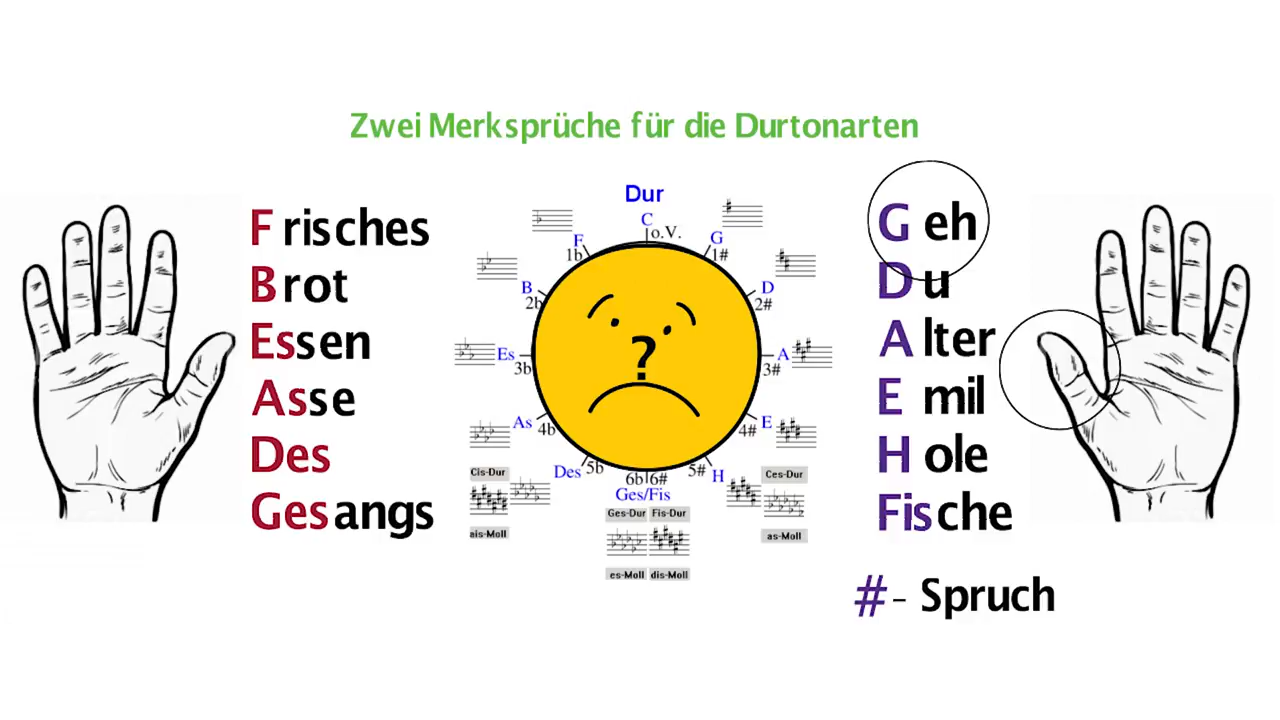 Zwei Merksprüche für die Durtonarten
Frisches
Brot
Essen
Asse
Des
Gesangs
Dur
C
o.V.
F
1b
G
1#
B
2b
D
2#
Es
3b
A
3#
As
4b
E
4#
Des
5b
H
5#
6b|6#
Ges/Fis
?
Cis-Dur
ais-Moll
Ges-Dur
Fis-Dur
es-Moll
dis-Moll
Ces-Dur
as-Moll
Geh
Du
Alter
Emil
Hole
Fische
#- Spruch